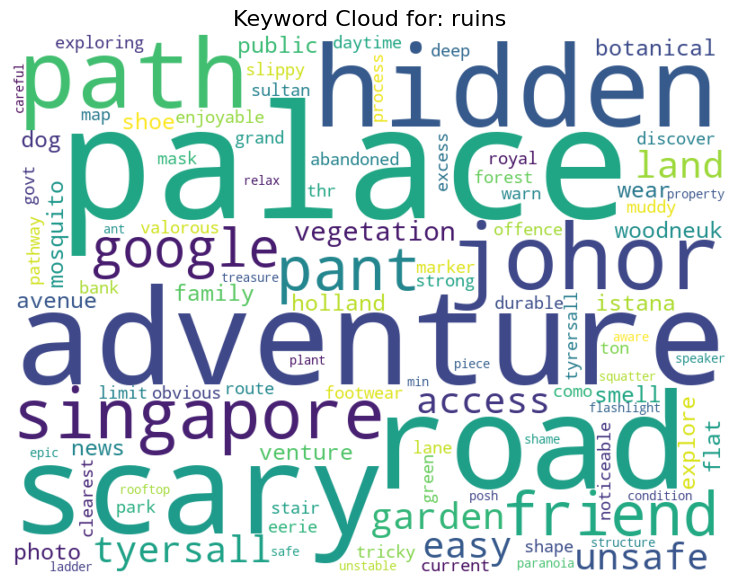 Keyword Cloud for: ruins
exploring public daytime deep botanical
careful path slippy process hidden
sultan
map shoe enjoyable
dog grand discover
palace
mask thr abandoned excess royal land
govt relax forest
mosquito warn wear property
ant valorous muddy
pathway google vegetation johor offence woodneuk
pant marker
bank treasure strong
avenue family holland durable tyrersall istana
adventure
plant piece ton aware speaker
min squatter
limit obvious route footwear access como smell
singapore road flashlight
epic news venture lane shame explore flat
scary
clearest rooftop park stair green posh noticeable condition
eerie garden friend
photo tyersall safe tricky easy shape structure unsafe
ladder unstable current paranoia